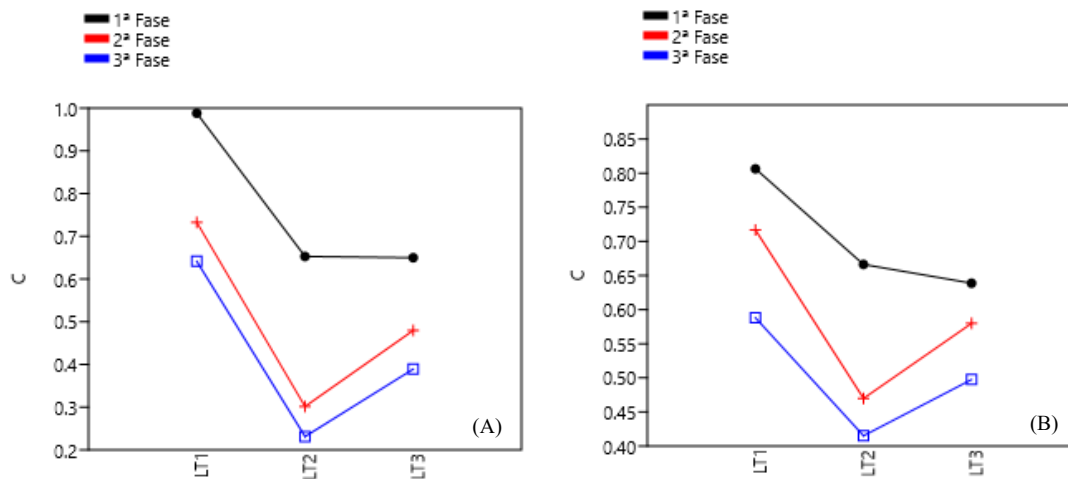 1ª Fase
2ª Fase
3ª Fase
1.0
0.9
0.8
0.7
0.6
0.5
0.4
0.3
0.2
C
LT1
LT2
LT3
(A)
1ª Fase
2ª Fase
3ª Fase
0.85
0.80
0.75
0.70
0.65
0.60
0.55
0.50
0.45
0.40
C
LT1
LT2
LT3
(B)